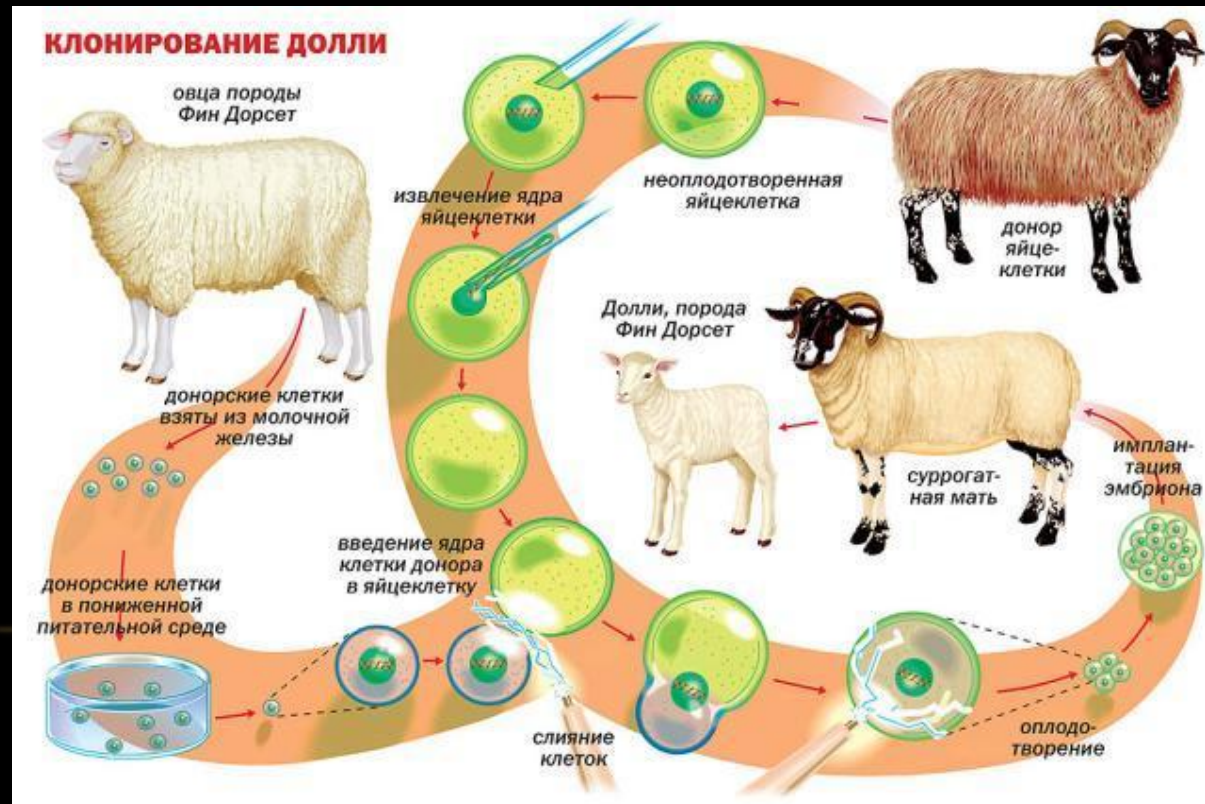 КЛОНИРОВАНИЕ ДОЛЛИ
овца породы
Фин Дорсет
извлечение ядра
яйцеклетки
неоплодотворенная
яйцеклетка
донор
яйце-
клетки
Долли, порода
Фин Дорсет
донорские клетки
взяты из молочной
железы
суррогат-
ная мать
имплан-
тация
эмбриона
введение ядра
клетки донора
в яйцеклетку
донорские клетки
в пониженной
питательной среде
слияние
клеток
оплодо-
творение